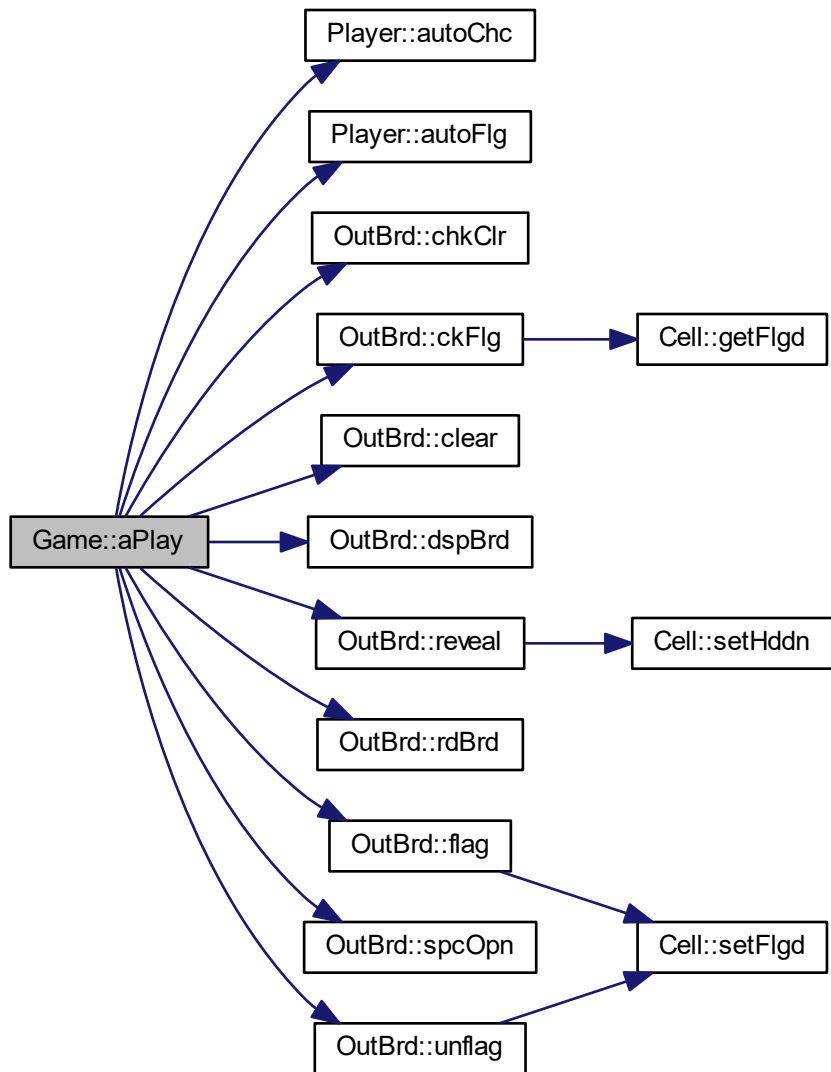 Player::autoChc
Player::autoFlg
OutBrd::chkClr
OutBrd::ckFlg
Cell::getFlgd
OutBrd::clear
Game::aPlay
OutBrd::dspBrd
OutBrd::reveal
Cell::setHddn
OutBrd::rdBrd
OutBrd::flag
OutBrd::spcOpn
Cell::setFlgd
OutBrd::unflag